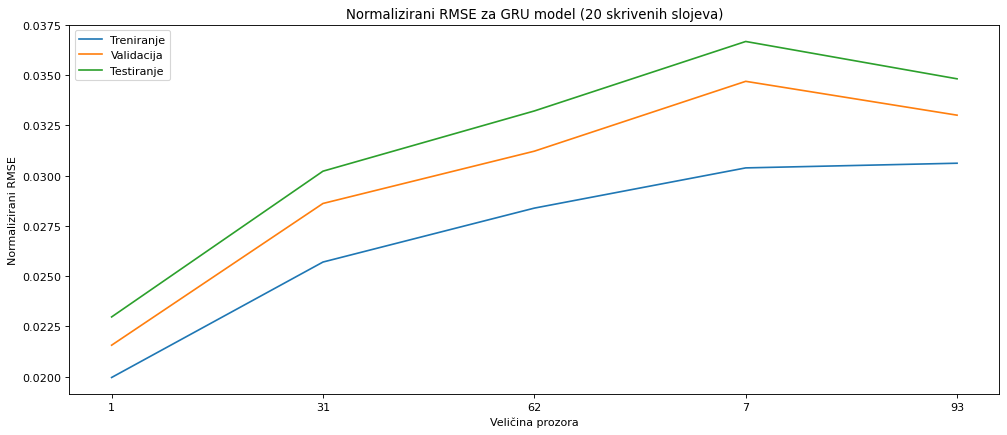 Normalizirani RMSE za GRU model (20 skrivenih slojeva)
Treniranje
Validacija
Testiranje
Normalizirani RMSE
0.0375
0.0350
0.0325
0.0300
0.0275
0.0250
0.0225
0.0200
1 31 62 7 93
Veličina prozora